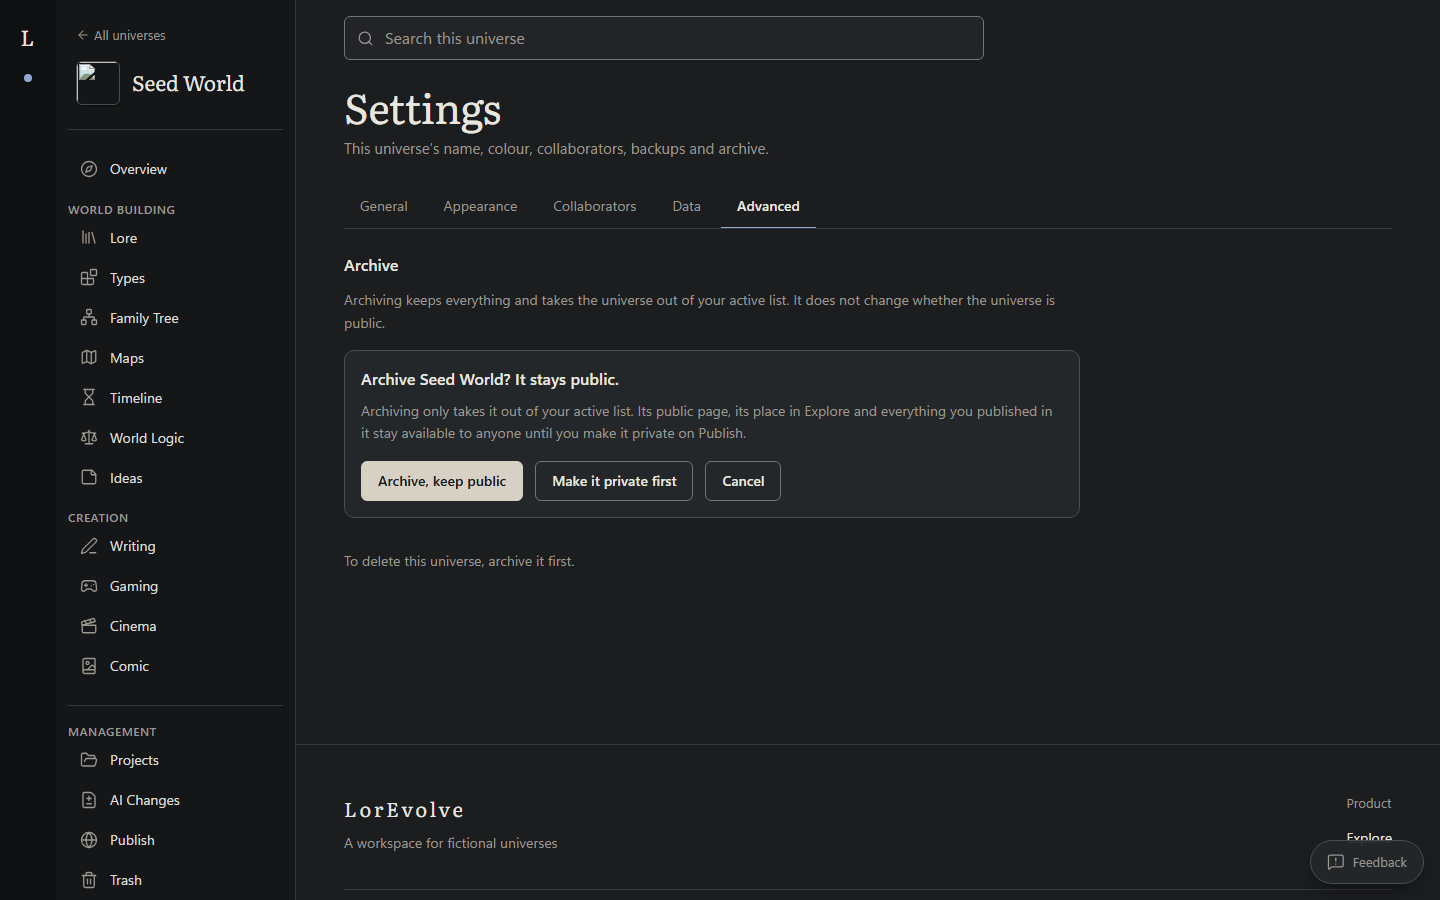 L
All universes
Seed World
Overview
WORLD BUILDING
Lore
Types
Family Tree
Maps
Timeline
World Logic
Ideas
CREATION
Writing
Gaming
Cinema
Comic
MANAGEMENT
Projects
AI Changes
Publish
Trash
Search this universe
Settings
This universe’s name, colour, collaborators, backups and archive.
General
Appearance
Collaborators
Data
Advanced
Archive
Archiving keeps everything and takes the universe out of your active list. It does not change whether the universe is
public.
Archive Seed World? It stays public.
Archiving only takes it out of your active list. Its public page, its place in Explore and everything you published in
it stay available to anyone until you make it private on Publish.
Archive, keep public
Make it private first
Cancel
To delete this universe, archive it first.
LorEvolve
A workspace for fictional universes
Product
Explore
Feedback